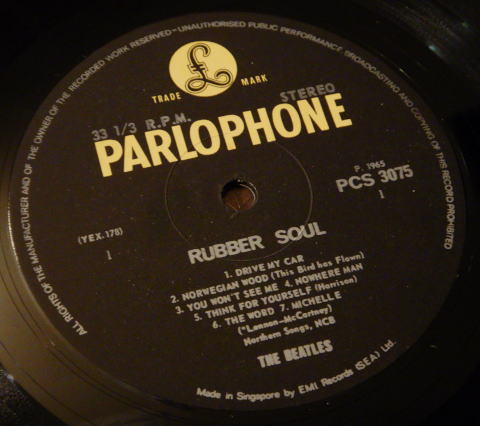 ALL RIGHTS OF THE MANUFACTURER AND OF THE OWNER OF THE RECORDED WORK RESERVED—UNAUTHORISED PUBLIC PERFORMANCE, BROADCASTING AND COPYING OF THIS RECORD PROHIBITED
£
TRADE MARK
33 1/3 R.P.M. STEREO
PARLOPHONE
P. 1965
PCS 3075
1
(YEX.178)
1
RUBBER SOUL
1. DRIVE MY CAR
2. NORWEGIAN WOOD (This Bird has Flown)
3. YOU WON'T SEE ME 4. NOWHERE MAN
5. THINK FOR YOURSELF (Harrison)
6. THE WORD 7. MICHELLE
(*Lennon-McCartney)
Northern Songs, NCB
THE BEATLES
Made in Singapore by EMI Records (SEA) Ltd.